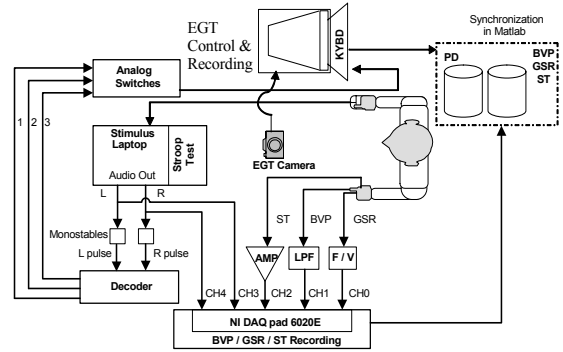 EGT
Control &
Recording
KYBD
Synchronization
in Matlab
PD
BVP
GSR
ST
Analog
Switches
1 2 3
Stimulus
Laptop
Stroop
Test
Audio Out
L R
EGT Camera
ST BVP GSR
Monostables
L pulse R pulse
AMP LPF F / V
Decoder
CH4 CH3 CH2 CH1 CH0
NI DAQ pad 6020E
BVP / GSR / ST Recording